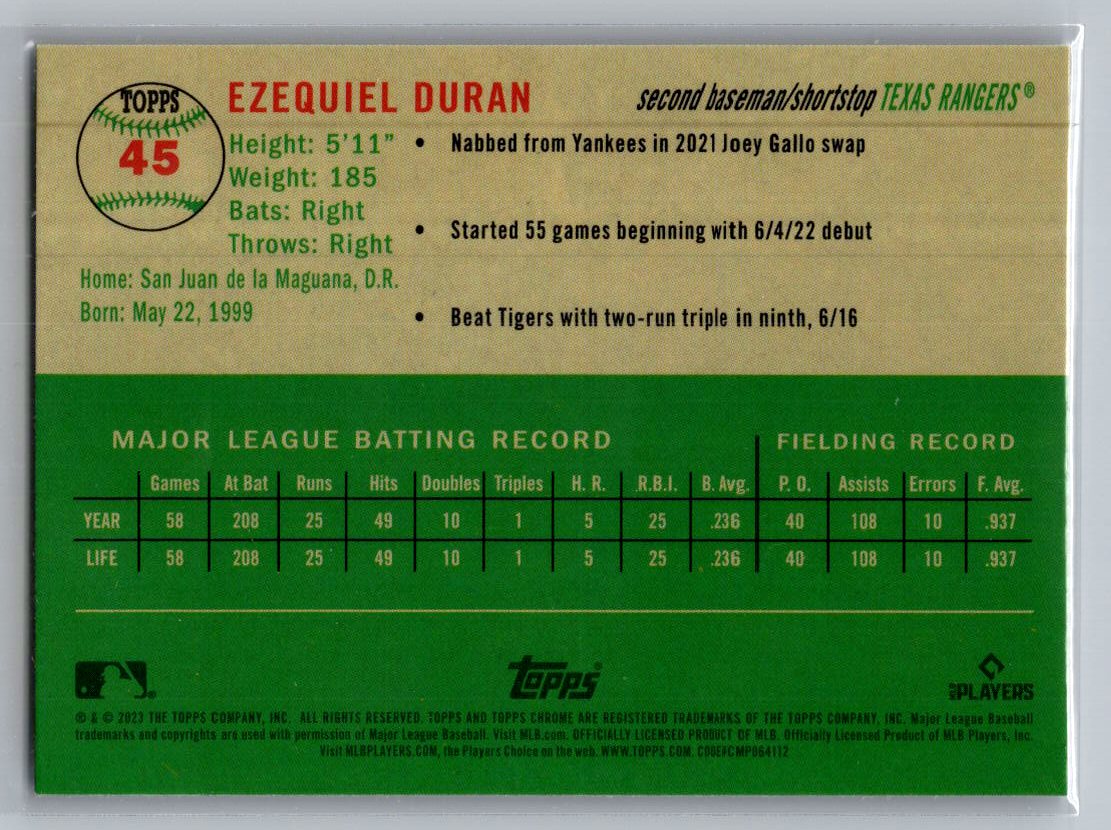 TOPPS
45
EZEQUIEL DURAN
second baseman/shortstop TEXAS RANGERS®
Height: 5'11"
Weight: 185
Bats: Right
Throws: Right
Home: San Juan de la Maguana, D.R.
Born: May 22, 1999
• Nabbed from Yankees in 2021 Joey Gallo swap
• Started 55 games beginning with 6/4/22 debut
• Beat Tigers with two-run triple in ninth, 6/16
MAJOR LEAGUE BATTING RECORD FIELDING RECORD
Games At Bat Runs Hits Doubles Triples H. R. R.B.I. B. Avg. P. O. Assists Errors F. Avg.
YEAR 58 208 25 49 10 1 5 25 .236 40 108 10 .937
LIFE 58 208 25 49 10 1 5 25 .236 40 108 10 .937
topps®
MLB PLAYERS
® & © 2023 THE TOPPS COMPANY, INC. ALL RIGHTS RESERVED. TOPPS AND TOPPS CHROME ARE REGISTERED TRADEMARKS OF THE TOPPS COMPANY, INC. Major League Baseball
trademarks and copyrights are used with permission of Major League Baseball. Visit MLB.com. OFFICIALLY LICENSED PRODUCT OF MLB. Officially Licensed Product of MLB Players, Inc.
Visit MLBPLAYERS.COM, the Players Choice on the web. WWW.TOPPS.COM. CODE#CMP064112